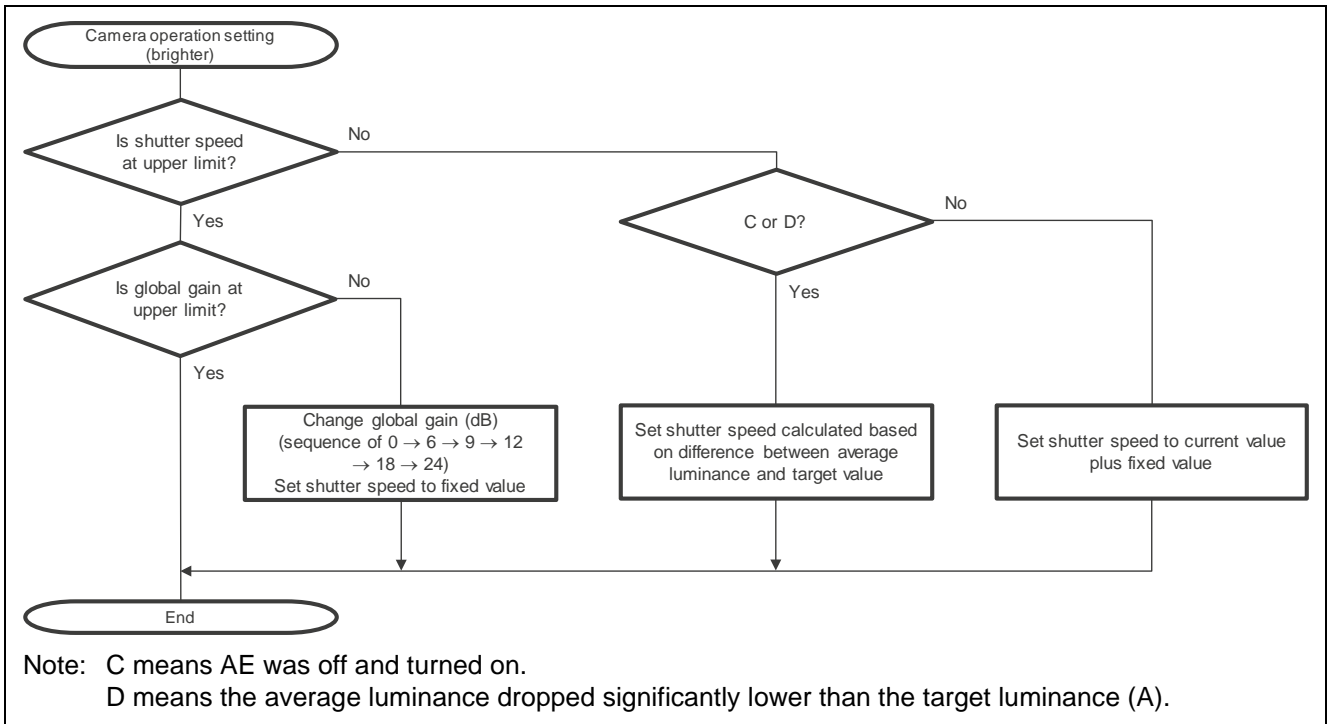 Camera operation setting
(brighter)
Is shutter speed
at upper limit?
No
Yes
C or D?
No
Yes
Is global gain at
upper limit?
No
Yes
Change global gain (dB)
(sequence of 0 → 6 → 9 → 12
→ 18 → 24)
Set shutter speed to fixed value
Set shutter speed calculated based
on difference between average
luminance and target value
Set shutter speed to current value
plus fixed value
End
Note: C means AE was off and turned on.
D means the average luminance dropped significantly lower than the target luminance (A).